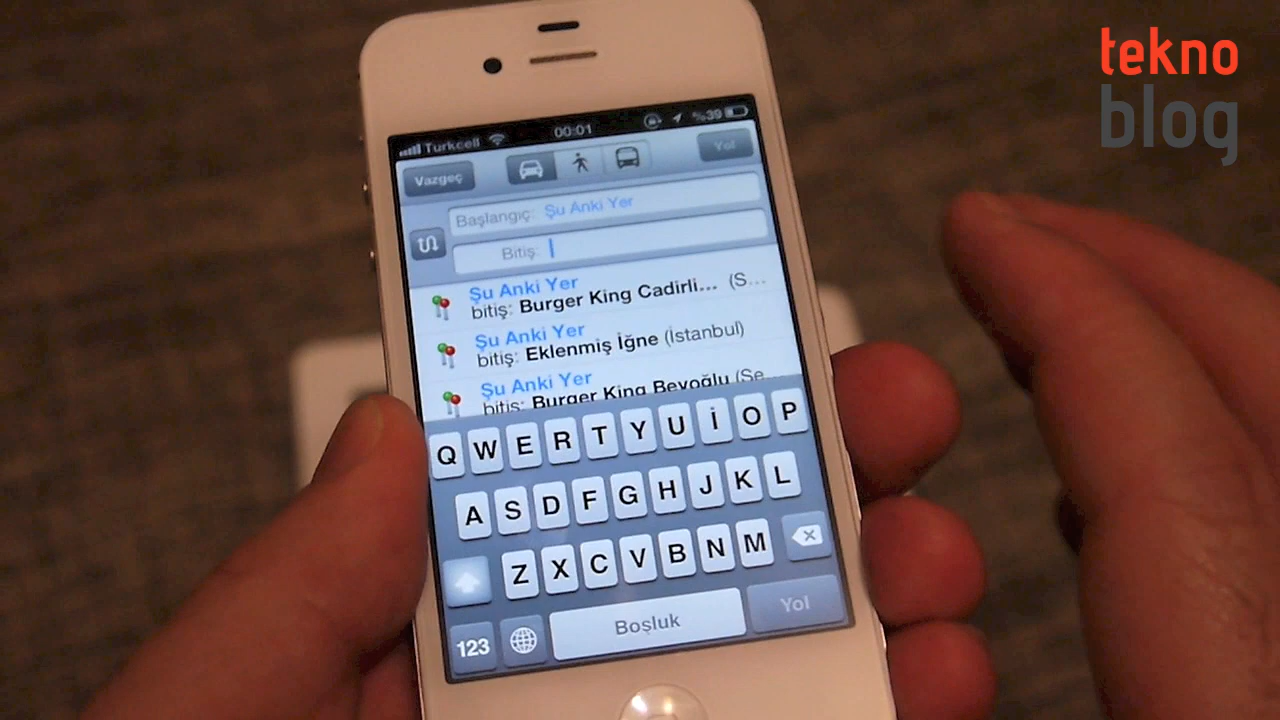 tekno
blog
Turkcell 00:01 %39
Vazgeç Yol
Başlangıç: Şu Anki Yer
Bitiş:
Şu Anki Yer
bitiş: Burger King Cadirli... (S...
Şu Anki Yer
bitiş: Eklenmiş İğne (İstanbul)
Şu Anki Yer
bitiş: Burger King Beyoğlu (Se...
Q W E R T Y U İ O P
A S D F G H J K L
Z X C V B N M
123 Boşluk Yol